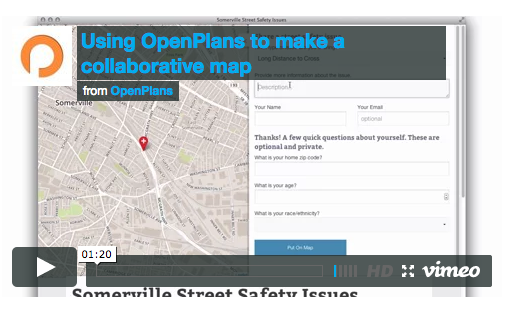 Somerville Street Safety Issues
Using OpenPlans to make a
collaborative map
from OpenPlans
Long Distance to Cross
Provide more information about the issue
Description
Somerville
Your Name
Your Email
optional
Thanks! A few quick questions about yourself. These are
optional and private.
What is your home zip code?
What is your age?
What is your race/ethnicity?
Put On Map
01:20
HD
vimeo
Somerville Street Safety Issues